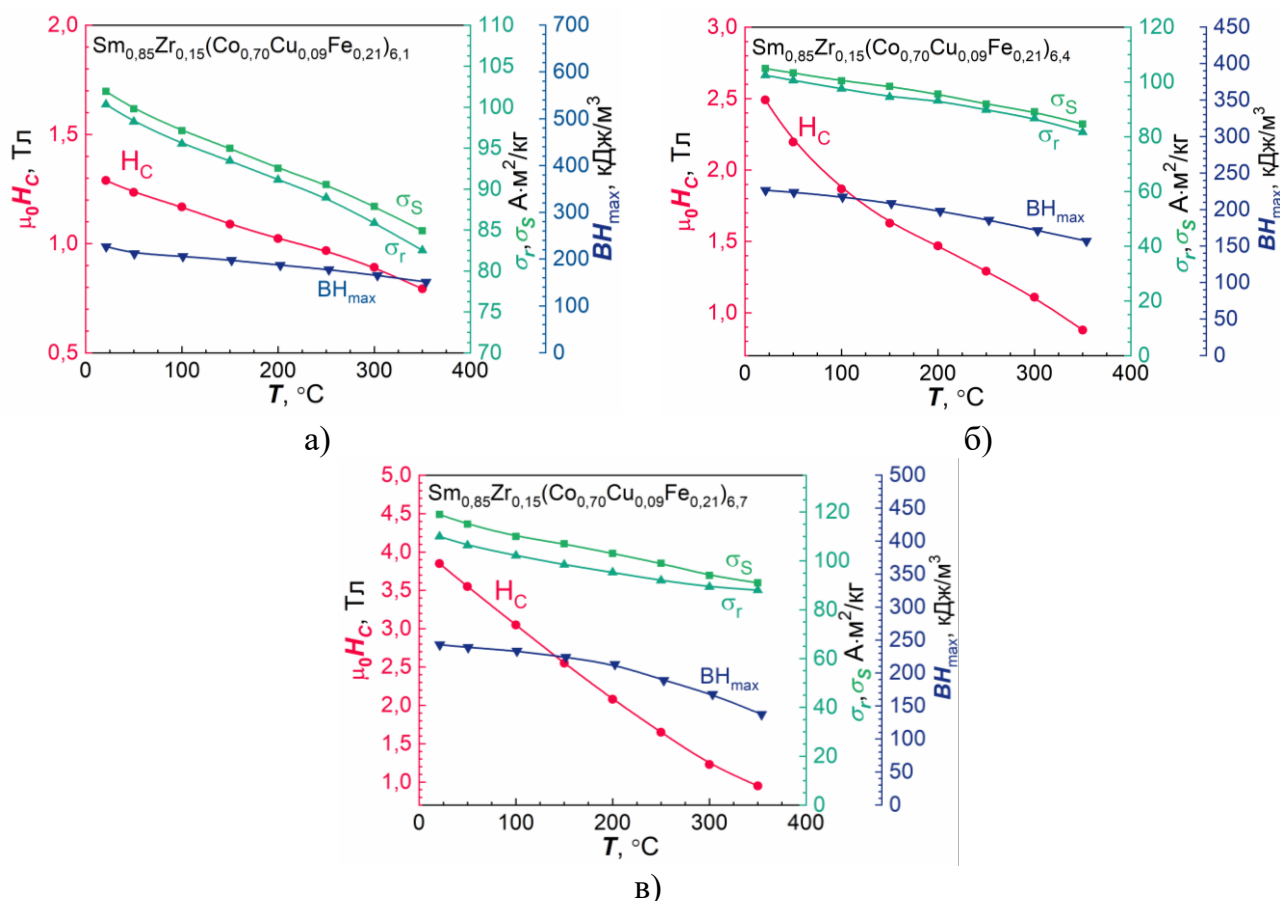 Sm0,85Zr0,15(Co0,70Cu0,09Fe0,21)6,1
μ0HC, Тл
2,0
1,5
1,0
0,5
HC
σS
σr
BHmax
0 100 200 300 400
T, °C
110
105
100
95
90
85
80
75
70
σr, σS А·м2/кг
700
600
500
400
300
200
100
0
BHmax, кДж/м3
а)
Sm0,85Zr0,15(Co0,70Cu0,09Fe0,21)6,4
μ0HC, Тл
3,0
2,5
2,0
1,5
1,0
HC
σS
σr
BHmax
0 100 200 300 400
T, °C
120
100
80
60
40
20
0
σr, σS А·м2/кг
450
400
350
300
250
200
150
100
50
0
BHmax, кДж/м3
б)
Sm0,85Zr0,15(Co0,70Cu0,09Fe0,21)6,7
μ0HC, Тл
5,0
4,5
4,0
3,5
3,0
2,5
2,0
1,5
1,0
HC
σS
σr
BHmax
0 100 200 300 400
T, °C
120
100
80
60
40
20
0
σr, σS А·м2/кг
500
450
400
350
300
250
200
150
100
50
0
BHmax, кДж/м3
в)